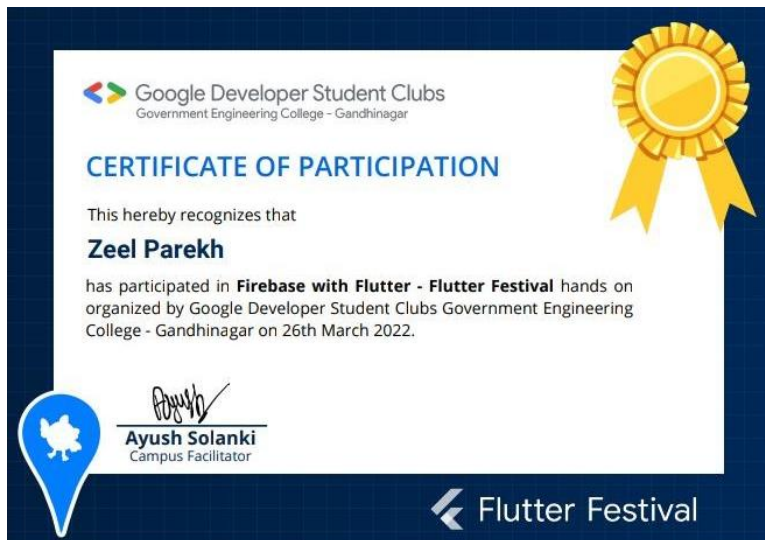 Google Developer Student Clubs
Government Engineering College - Gandhinagar
CERTIFICATE OF PARTICIPATION
This hereby recognizes that
Zeel Parekh
has participated in Firebase with Flutter - Flutter Festival hands on
organized by Google Developer Student Clubs Government Engineering
College - Gandhinagar on 26th March 2022.
Ayush
Ayush Solanki
Campus Facilitator
Flutter Festival